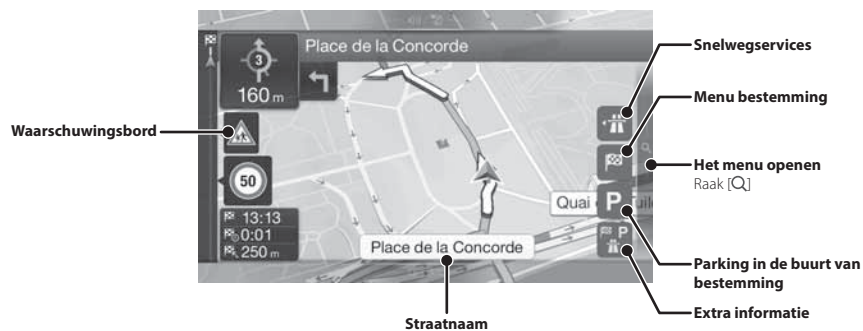 Place de la Concorde
3
160 m
50
13:13
0:01
250 m
Quai
Place de la Concorde
P
P
Waarschuwingsbord
Straatnaam
Snelwegservices
Menu bestemming
Het menu openen
Raak [Q]
Parking in de buurt van
bestemming
Extra informatie